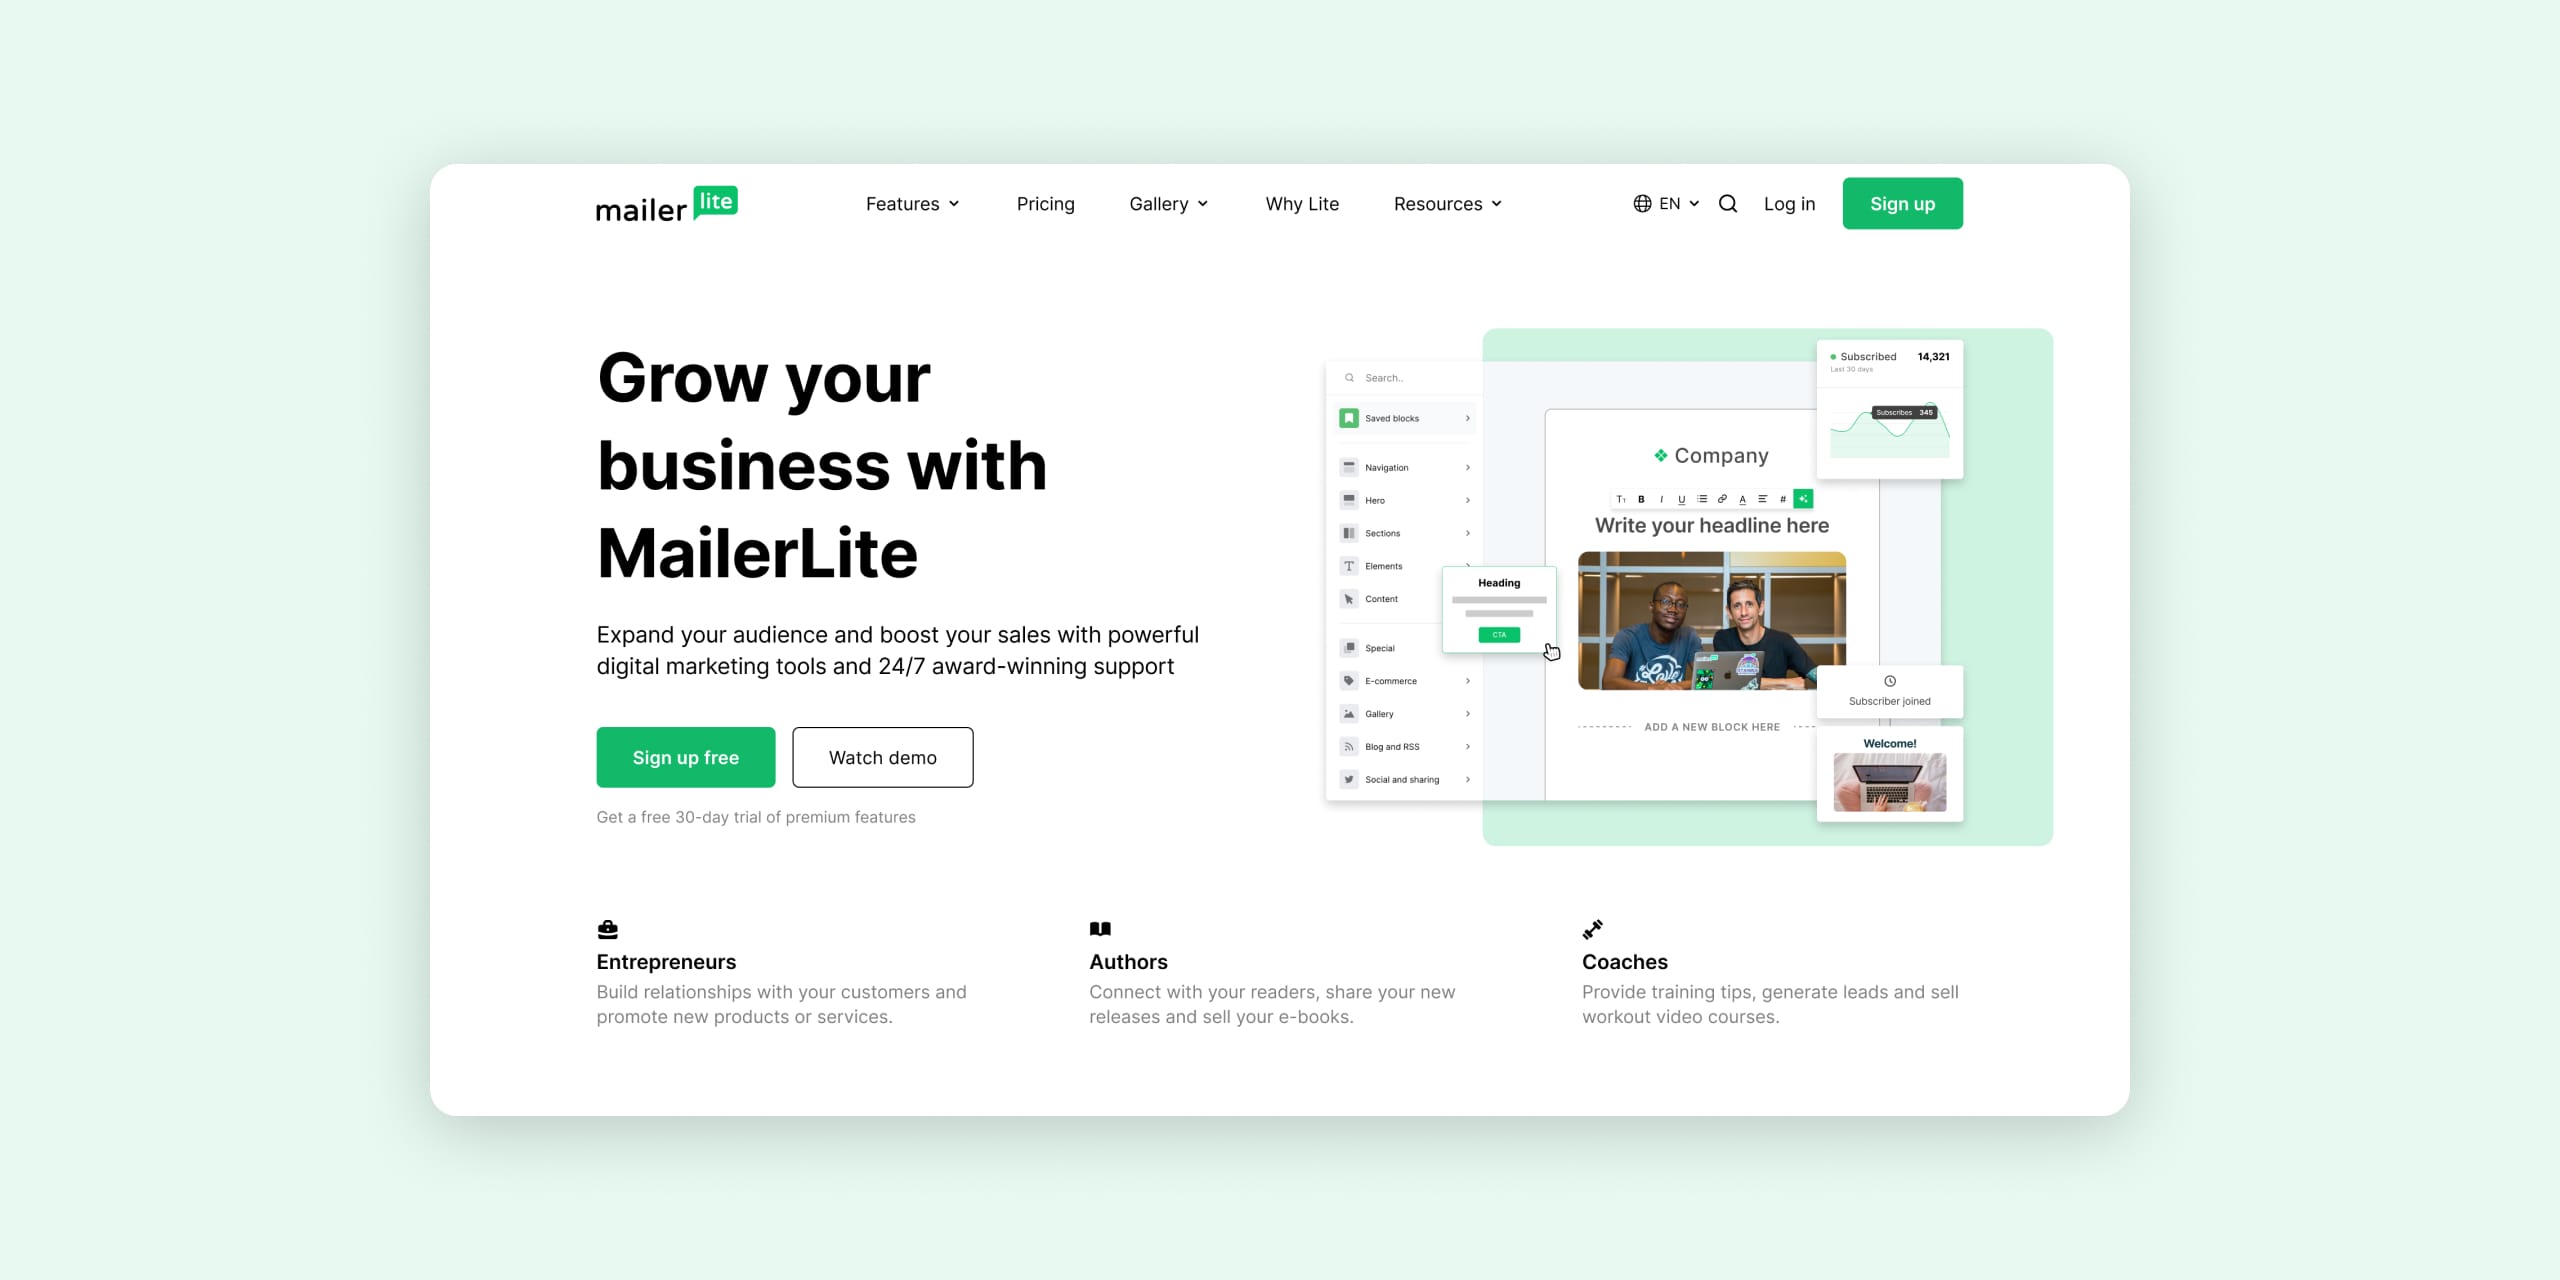 mailer lite
Features
Pricing
Gallery
Why Lite
Resources
EN
Log in
Sign up
Grow your
business with
MailerLite
Expand your audience and boost your sales with powerful
digital marketing tools and 24/7 award-winning support
Sign up free
Watch demo
Get a free 30-day trial of premium features
Search..
Saved blocks
Navigation
Hero
Sections
Elements
Content
Special
E-commerce
Gallery
Blog and RSS
Social and sharing
Heading
CTA
Company
Write your headline here
ADD A NEW BLOCK HERE
Subscribed 14,321
Last 30 days
Subscribes 345
Subscriber joined
Welcome!
Entrepreneurs
Build relationships with your customers and
promote new products or services.
Authors
Connect with your readers, share your new
releases and sell your e-books.
Coaches
Provide training tips, generate leads and sell
workout video courses.